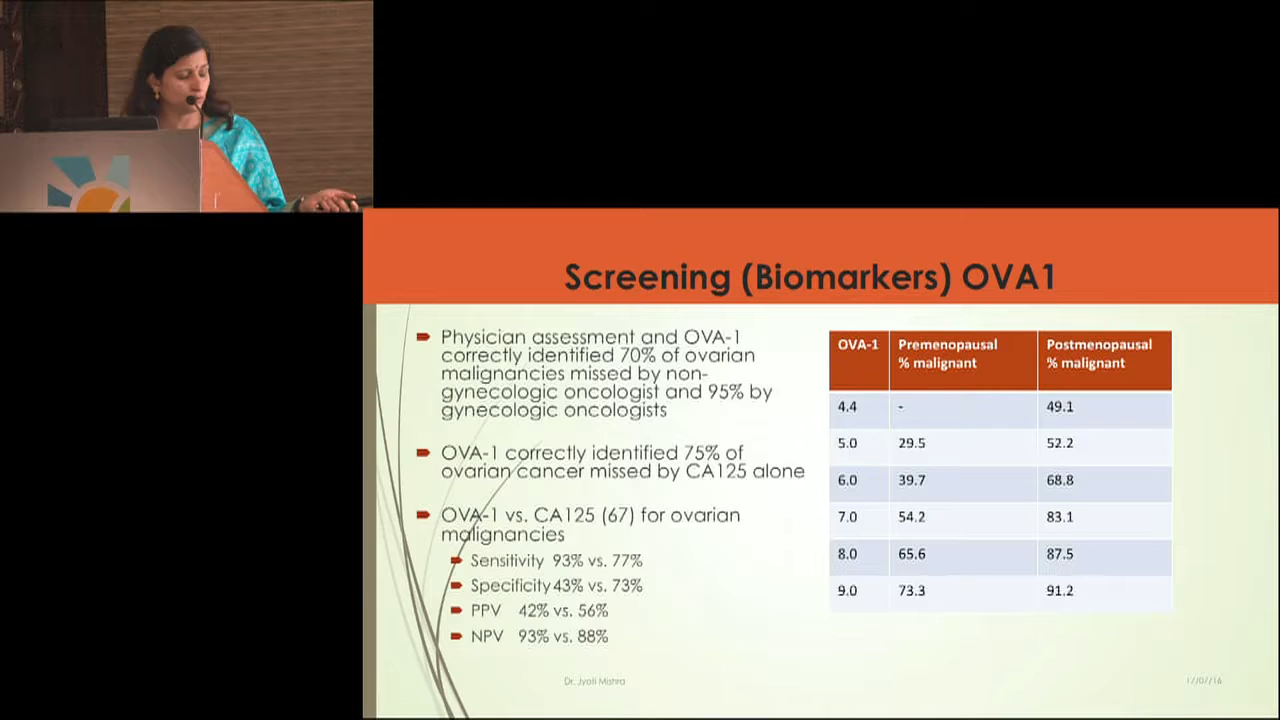 Screening (Biomarkers) OVA1
Physician assessment and OVA-1
correctly identified 70% of ovarian
malignancies missed by non-
gynecologic oncologist and 95% by
gynecologic oncologists
OVA-1 correctly identified 75% of
ovarian cancer missed by CA125 alone
OVA-1 vs. CA125 (67) for ovarian
malignancies
Sensitivity 93% vs. 77%
Specificity 43% vs. 73%
PPV 42% vs. 56%
NPV 93% vs. 88%
OVA-1 Premenopausal % malignant Postmenopausal % malignant
4.4 - 49.1
5.0 29.5 52.2
6.0 39.7 68.8
7.0 54.2 83.1
8.0 65.6 87.5
9.0 73.3 91.2
Dr. Jyoti Mishra
17/07/16